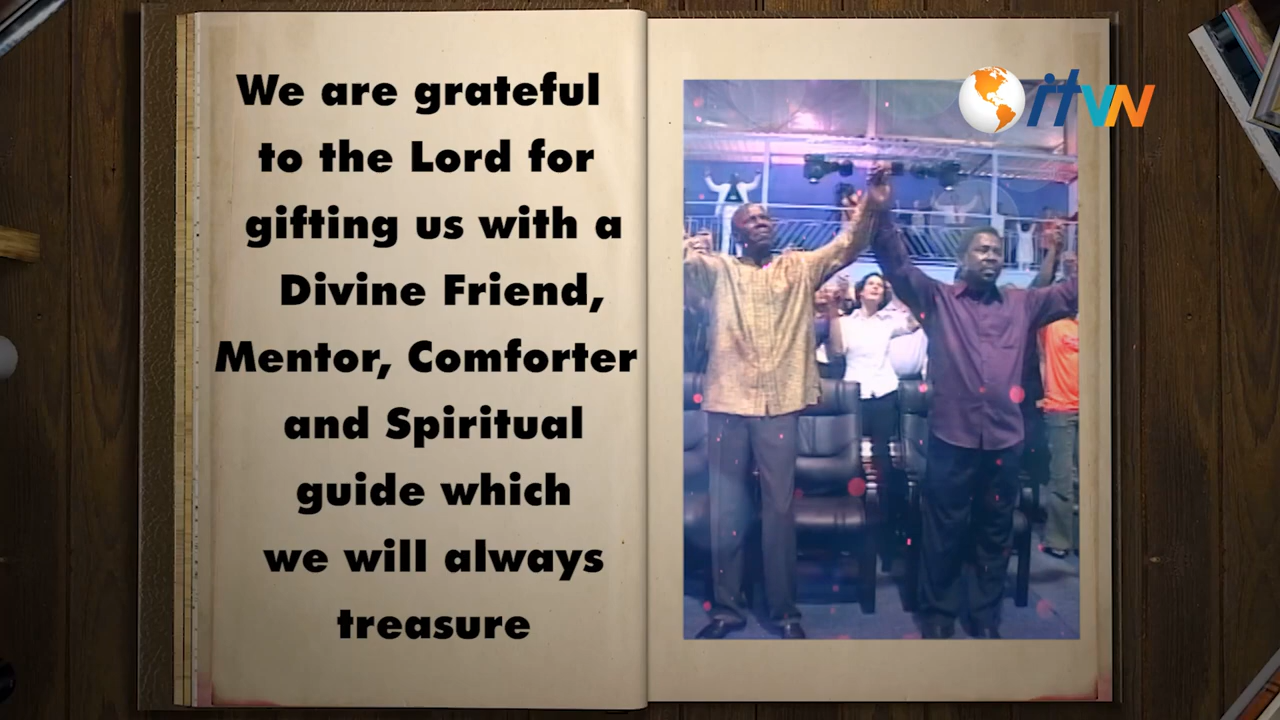 We are grateful
to the Lord for
gifting us with a
Divine Friend,
Mentor, Comforter
and Spiritual
guide which
we will always
treasure
itVN